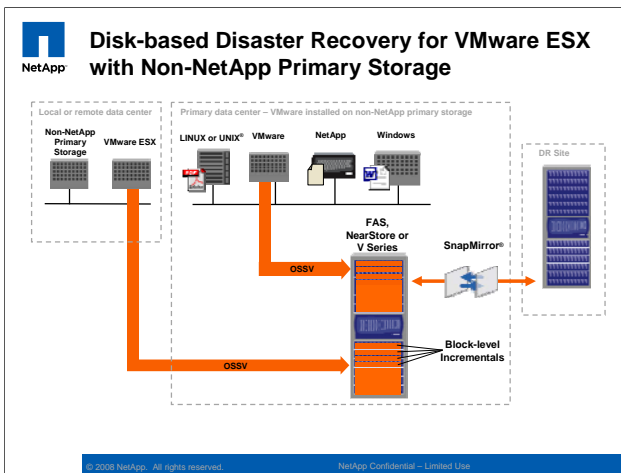 NetApp
Disk-based Disaster Recovery for VMware ESX
with Non-NetApp Primary Storage
Local or remote data center
Non-NetApp
Primary
Storage
VMware ESX
Primary data center – VMware installed on non-NetApp primary storage
LINUX or UNIX®
VMware
NetApp
Windows
PDF
W
DR Site
FAS,
NearStore or
V Series
SnapMirror®
OSSV
Block-level
Incrementals
OSSV
© 2008 NetApp. All rights reserved.
NetApp Confidential – Limited Use